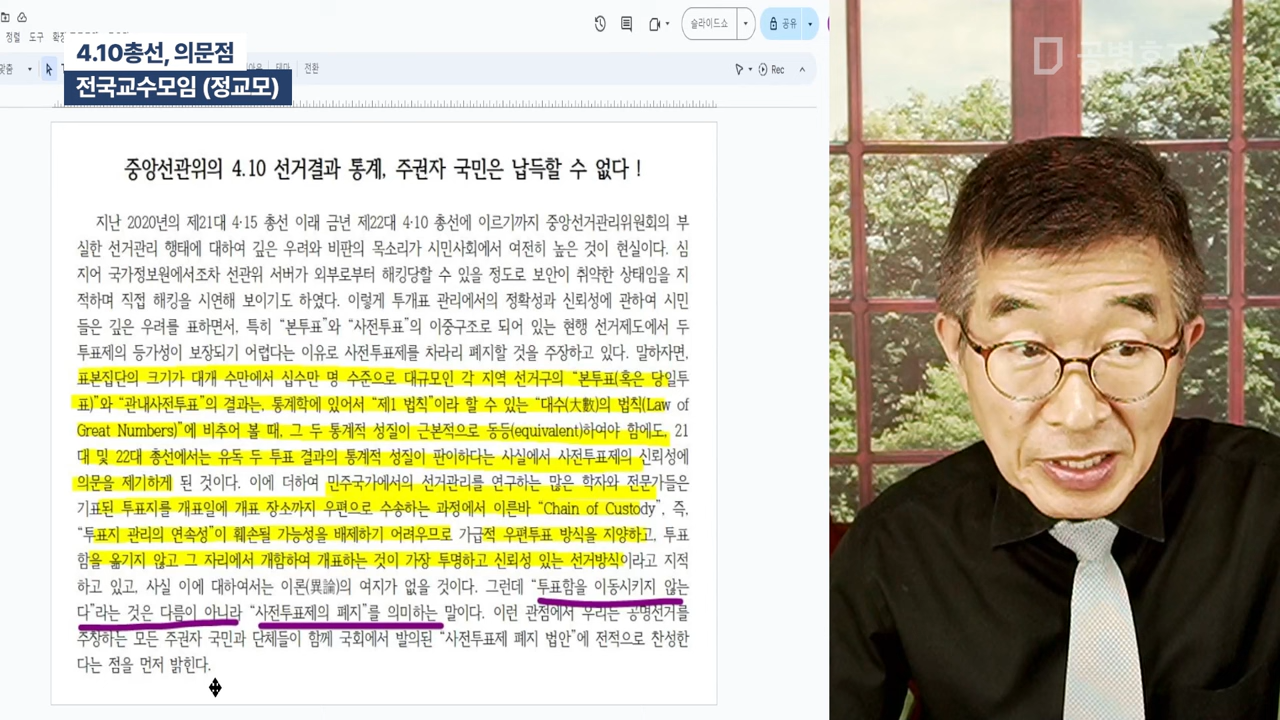 정렬 도구
4.10총선, 의문점
전국교수모임 (정교모)
맞춤
테마
전환
슬라이드쇼
공유
Rec
공병호TV
중앙선관위의 4.10 선거결과 통계, 주권자 국민은 납득할 수 없다 !
지난 2020년의 제21대 4·15 총선 이래 금년 제22대 4·10 총선에 이르기까지 중앙선거관리위원회의 부
실한 선거관리 행태에 대하여 깊은 우려와 비판의 목소리가 시민사회에서 여전히 높은 것이 현실이다. 심
지어 국가정보원에서조차 선관위 서버가 외부로부터 해킹당할 수 있을 정도로 보안이 취약한 상태임을 지
적하며 직접 해킹을 시연해 보이기도 하였다. 이렇게 투개표 관리에서의 정확성과 신뢰성에 관하여 시민
들은 깊은 우려를 표하면서, 특히 “본투표”와 “사전투표”의 이중구조로 되어 있는 현행 선거제도에서 두
투표제의 등가성이 보장되기 어렵다는 이유로 사전투표제를 차라리 폐지할 것을 주장하고 있다. 말하자면,
표본집단의 크기가 대개 수만에서 십수만 명 수준으로 대규모인 각 지역 선거구의 “본투표(혹은 당일투
표)”와 “관내사전투표”의 결과는, 통계학에 있어서 “제1 법칙”이라 할 수 있는 “대수(大數)의 법칙(Law of
Great Numbers)”에 비추어 볼 때, 그 두 통계적 성질이 근본적으로 동등(equivalent)하여야 함에도, 21
대 및 22대 총선에서는 유독 두 투표 결과의 통계적 성질이 판이하다는 사실에서 사전투표제의 신뢰성에
의문을 제기하게 된 것이다. 이에 더하여 민주국가에서의 선거관리를 연구하는 많은 학자와 전문가들은
기표된 투표지를 개표일에 개표 장소까지 우편으로 수송하는 과정에서 이른바 “Chain of Custody”, 즉,
“투표지 관리의 연속성”이 훼손될 가능성을 배제하기 어려우므로 가급적 우편투표 방식을 지양하고, 투표
함을 옮기지 않고 그 자리에서 개함하여 개표하는 것이 가장 투명하고 신뢰성 있는 선거방식이라고 지적
하고 있고, 사실 이에 대하여서는 이론(異論)의 여지가 없을 것이다. 그런데 “투표함을 이동시키지 않는
다”라는 것은 다름이 아니라 “사전투표제의 폐지”를 의미하는 말이다. 이런 관점에서 우리는 공명선거를
주창하는 모든 주권자 국민과 단체들이 함께 국회에서 발의된 “사전투표제 폐지 법안”에 전적으로 찬성한
다는 점을 먼저 밝힌다.